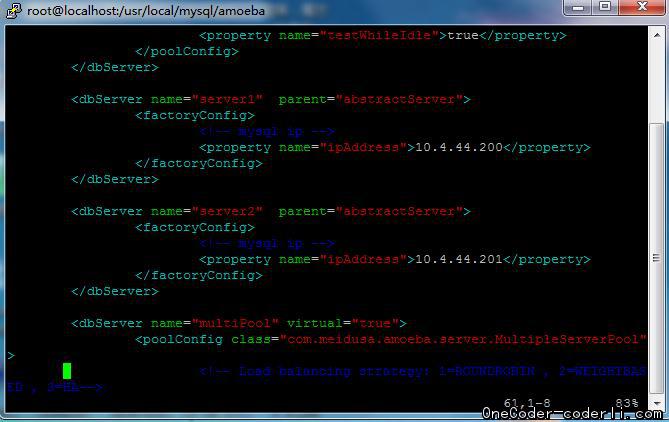 root@localhost:/usr/local/mysql/amoeba
<property name="testWhileIdle">true</property>
</poolConfig>
</dbServer>
<dbServer name="server1"  parent="abstractServer">
<factoryConfig>
<!-- mysql ip -->
<property name="ipAddress">10.4.44.200</property>
</factoryConfig>
</dbServer>
<dbServer name="server2"  parent="abstractServer">
<factoryConfig>
<!-- mysql ip -->
<property name="ipAddress">10.4.44.201</property>
</factoryConfig>
</dbServer>
<dbServer name="multiPool" virtual="true">
<poolConfig class="com.meidusa.amoeba.server.MultipleServerPool"
>
<!-- Load balancing strategy: 1=ROUNDROBIN , 2=WEIGHTBAS
ED , 3=HA-->
61,1-8 83%
OneCoder-coderli.com